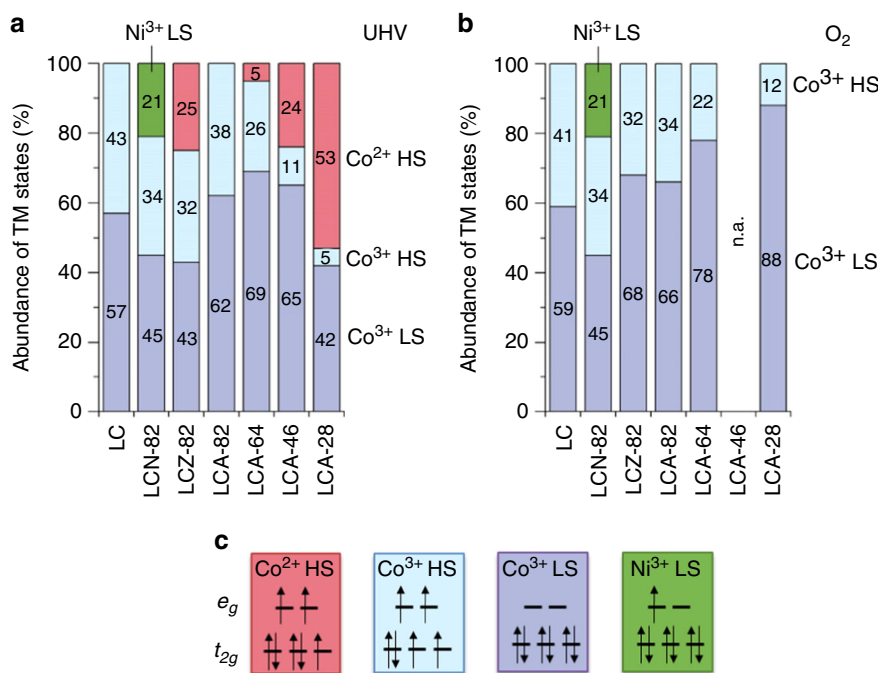 a
Ni3+ LS
UHV
Abundance of TM states (%)
100
80
60
40
20
0
43
57
21
34
45
25
32
43
38
62
5
26
69
24
11
65
53
5
42
Co2+ HS
Co3+ HS
Co3+ LS
LC
LCN-82
LCZ-82
LCA-82
LCA-64
LCA-46
LCA-28
b
Ni3+ LS
O2
Abundance of TM states (%)
100
80
60
40
20
0
41
59
21
34
45
32
68
34
66
22
78
n.a.
12
88
Co3+ HS
Co3+ LS
LC
LCN-82
LCZ-82
LCA-82
LCA-64
LCA-46
LCA-28
c
Co2+ HS
Co3+ HS
Co3+ LS
Ni3+ LS
eg
t2g